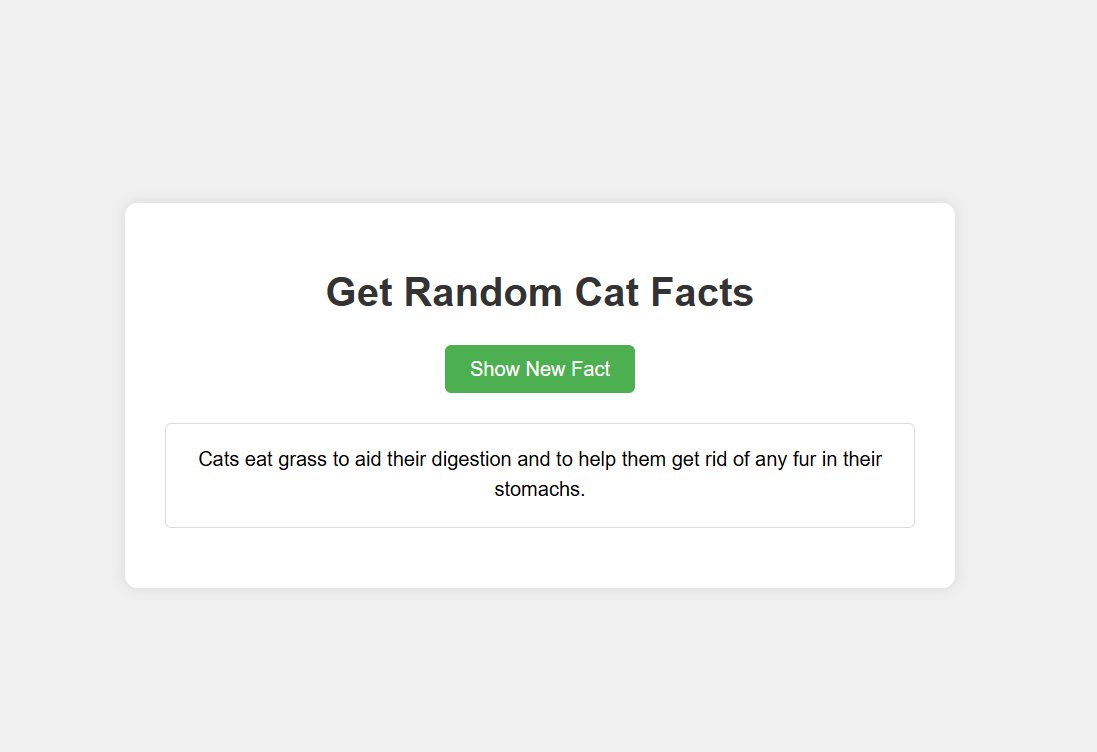 Get Random Cat Facts
Show New Fact
Cats eat grass to aid their digestion and to help them get rid of any fur in their
stomachs.